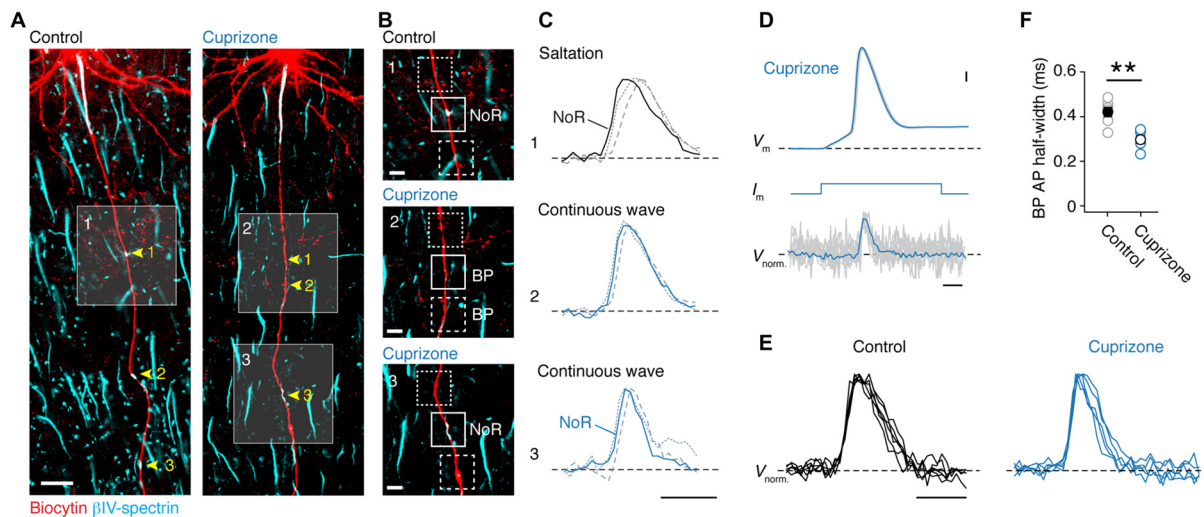 A
Control
Cuprizone
1
1
2
3
2
1
2
3
3
Biocytin βIV-spectrin
B
Control
1
NoR
Cuprizone
2
BP
BP
Cuprizone
3
NoR
C
Saltation
NoR
1
Continuous wave
2
Continuous wave
NoR
3
D
Cuprizone
Vm
Im
Vnorm.
E
Control
Cuprizone
Vnorm.
F
**
BP AP half-width (ms)
0.6
0.4
0.2
0
Control
Cuprizone